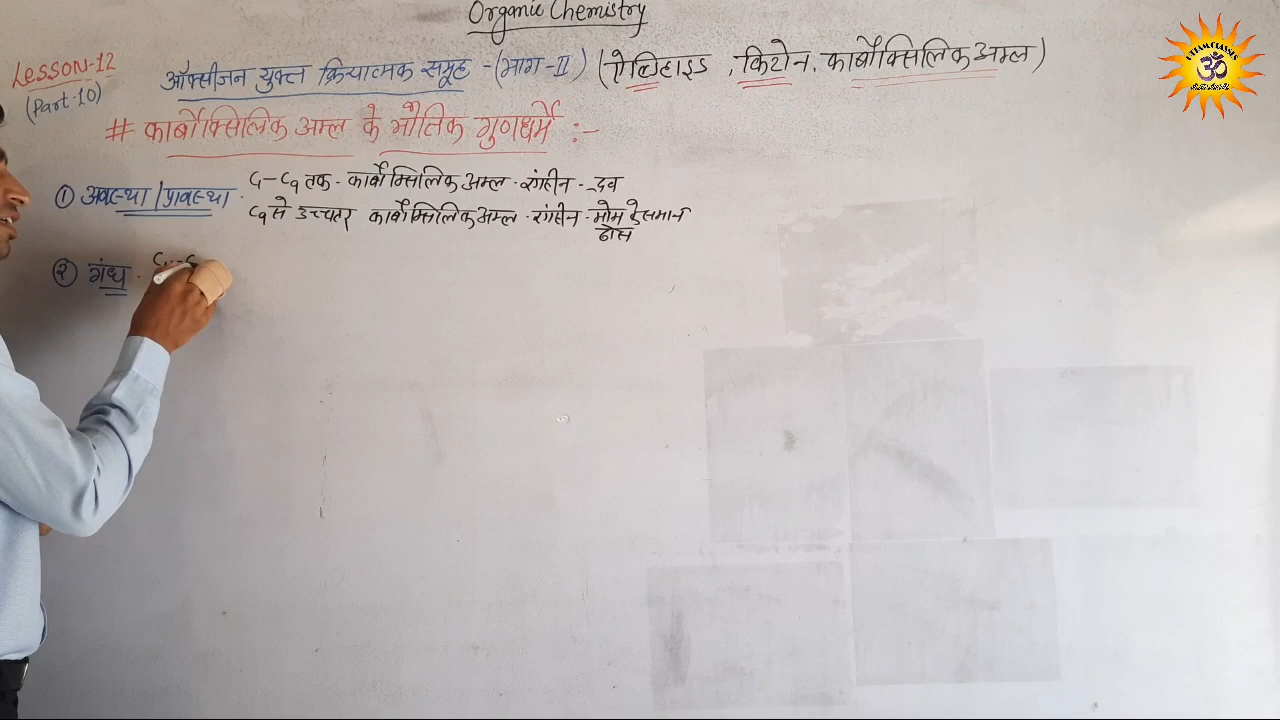 Organic Chemistry
Lesson-12
(Part-10)
ऑक्सीजन युक्त क्रियात्मक समूह -(भाग-II) (ऐल्डिहाइड, किटोन, कार्बोक्सिलिक अम्ल)
# कार्बोक्सिलिक अम्ल के भौतिक गुणधर्म :-
① अवस्था/प्रावस्था - C1-C9 तक - कार्बोक्सिलिक अम्ल - रंगहीन - द्रव
C9 से उच्चतर कार्बोक्सिलिक अम्ल - रंगहीन - मोम के समान
ठोस
② गंध -
ॐ